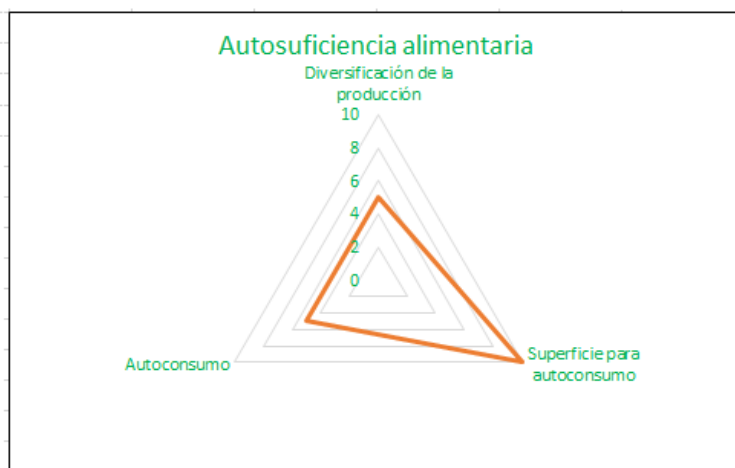 Autosuficiencia alimentaria
Diversificación de la
producción
10
8
6
4
2
0
Autoconsumo
Superficie para
autoconsumo